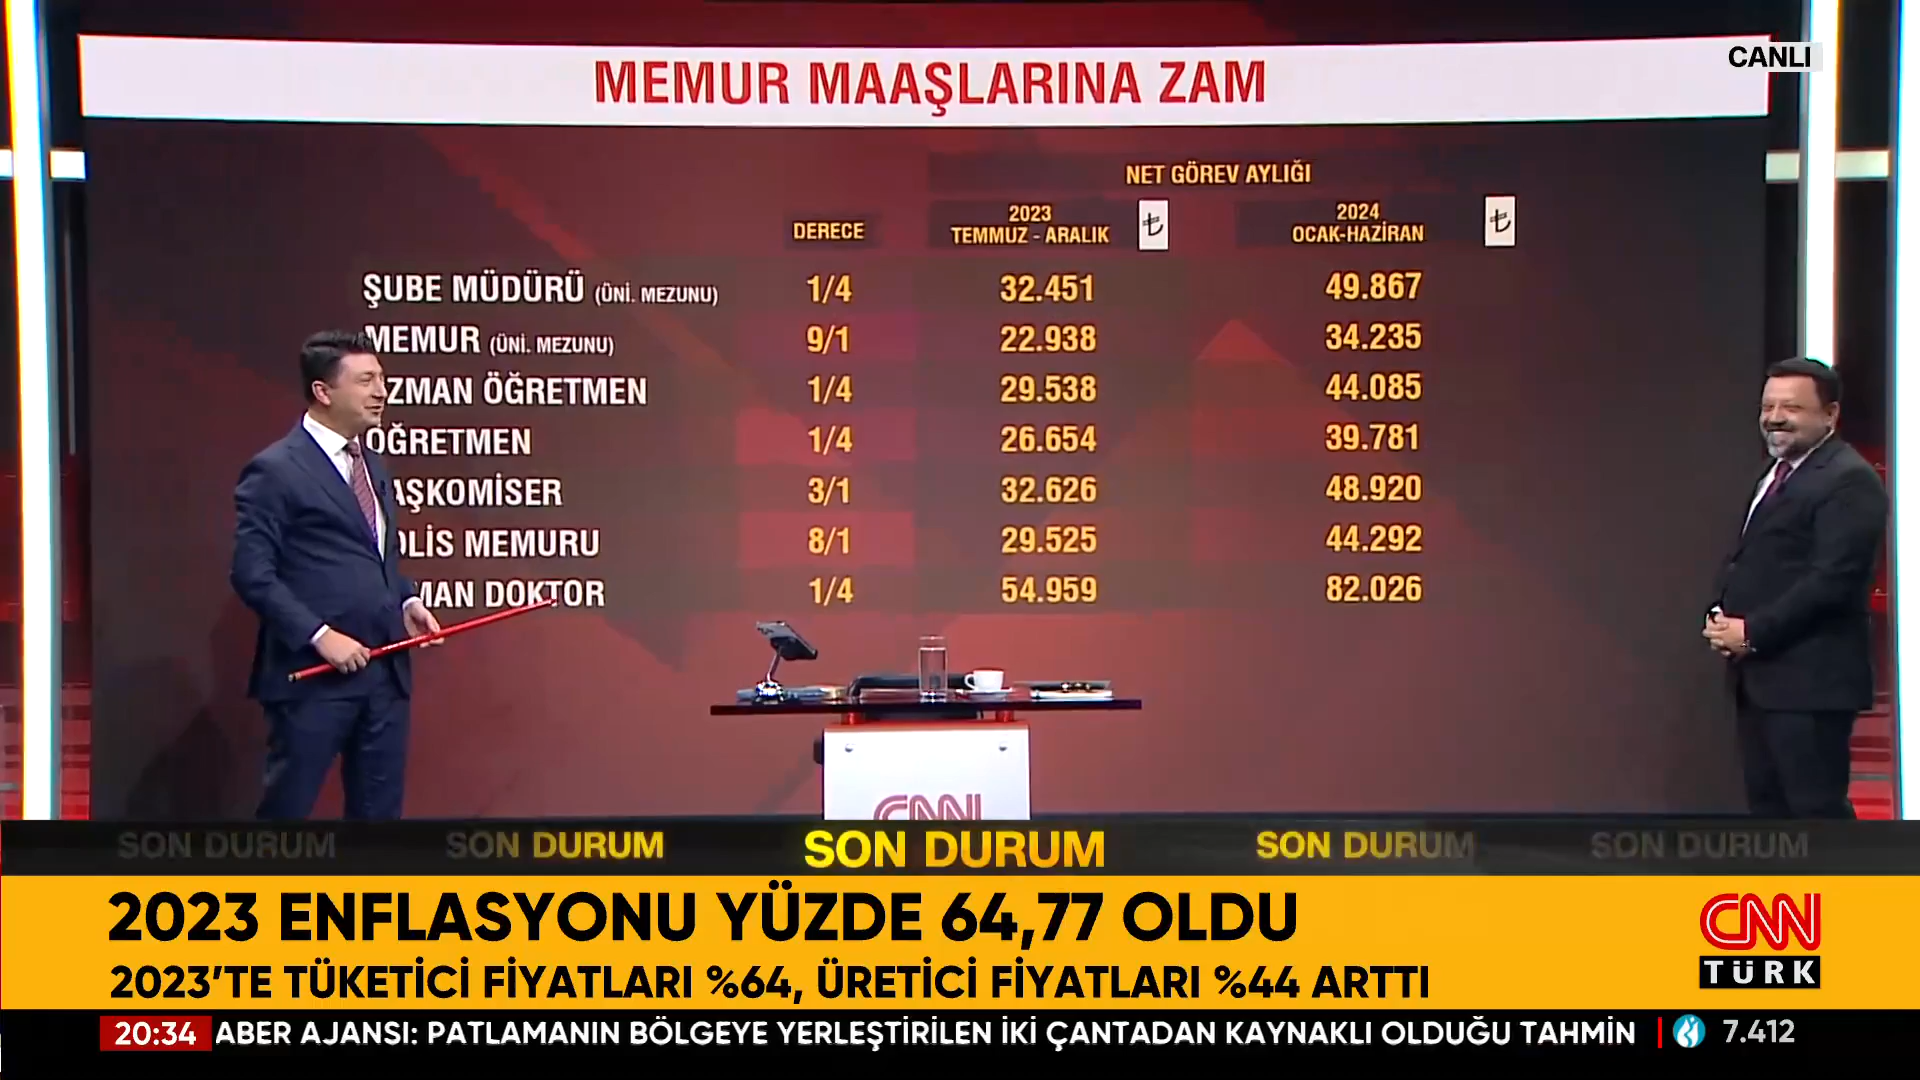 CANLI
MEMUR MAAŞLARINA ZAM
NET GÖREV AYLIĞI
DERECE
2023
TEMMUZ - ARALIK
₺
2024
OCAK-HAZİRAN
₺
ŞUBE MÜDÜRÜ (ÜNİ. MEZUNU) 1/4 32.451 49.867
MEMUR (ÜNİ. MEZUNU) 9/1 22.938 34.235
ZMAN ÖĞRETMEN 1/4 29.538 44.085
ÖĞRETMEN 1/4 26.654 39.781
AŞKOMİSER 3/1 32.626 48.920
OLİS MEMURU 8/1 29.525 44.292
MAN DOKTOR 1/4 54.959 82.026
CNN
SON DURUM SON DURUM SON DURUM SON DURUM SON DURUM
2023 ENFLASYONU YÜZDE 64,77 OLDU
2023'TE TÜKETİCİ FİYATLARI %64, ÜRETİCİ FİYATLARI %44 ARTTI
CNN
TÜRK
20:34 ABER AJANSI: PATLAMANIN BÖLGEYE YERLEŞTİRİLEN İKİ ÇANTADAN KAYNAKLI OLDUĞU TAHMİN 7.412